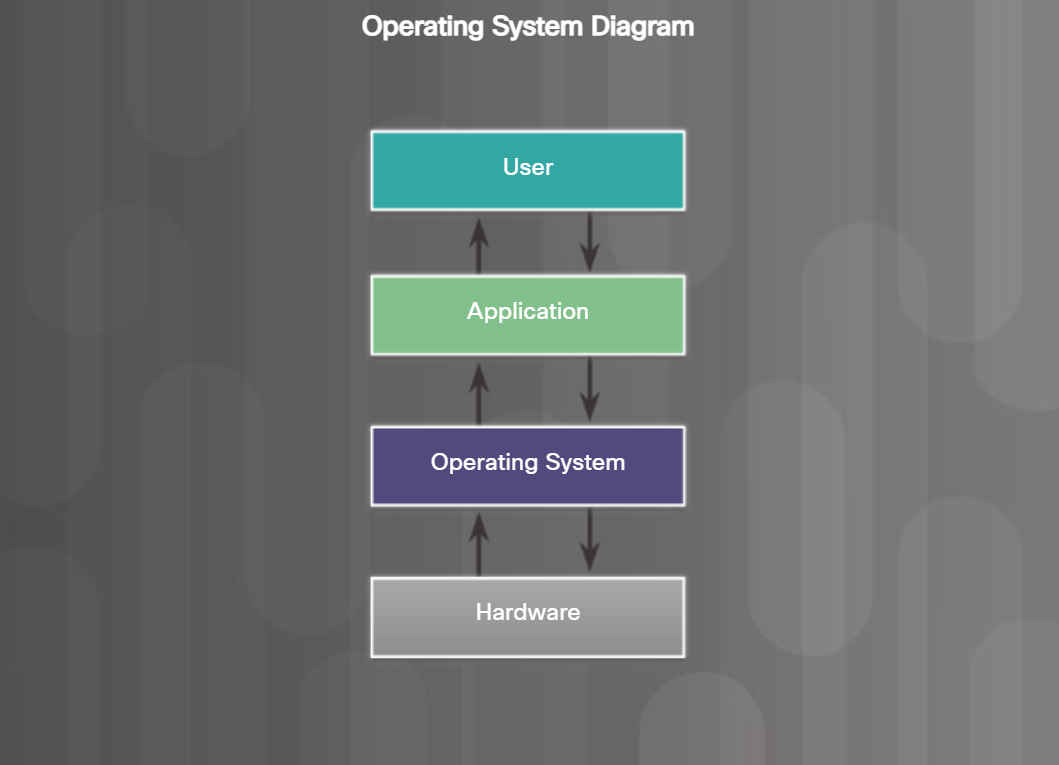 Operating System Diagram
User
Application
Operating System
Hardware